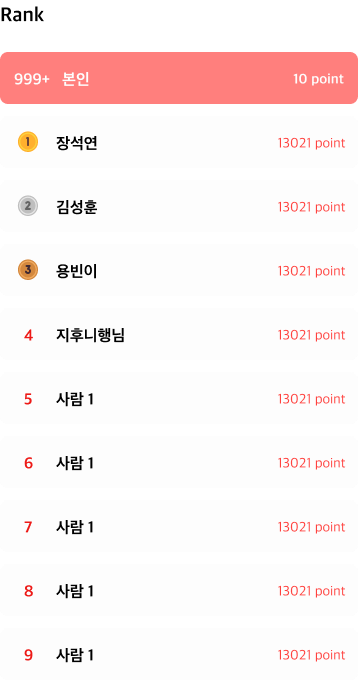 Rank
999+ 본인 10 point
1 장석연 13021 point
2 김성훈 13021 point
3 용빈이 13021 point
4 지후니행님 13021 point
5 사람 1 13021 point
6 사람 1 13021 point
7 사람 1 13021 point
8 사람 1 13021 point
9 사람 1 13021 point